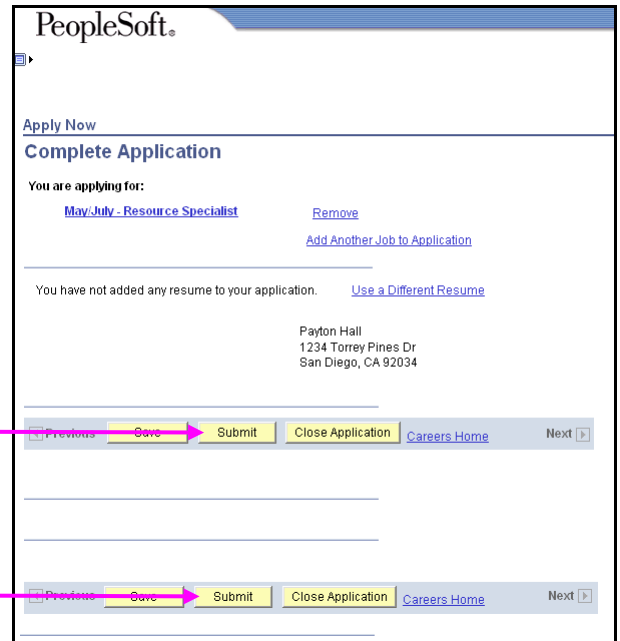 PeopleSoft®
Apply Now
Complete Application
You are applying for:
May/July - Resource Specialist Remove
Add Another Job to Application
You have not added any resume to your application. Use a Different Resume
Payton Hall
1234 Torrey Pines Dr
San Diego, CA 92034
Previous Save Submit Close Application Careers Home Next
Previous Save Submit Close Application Careers Home Next